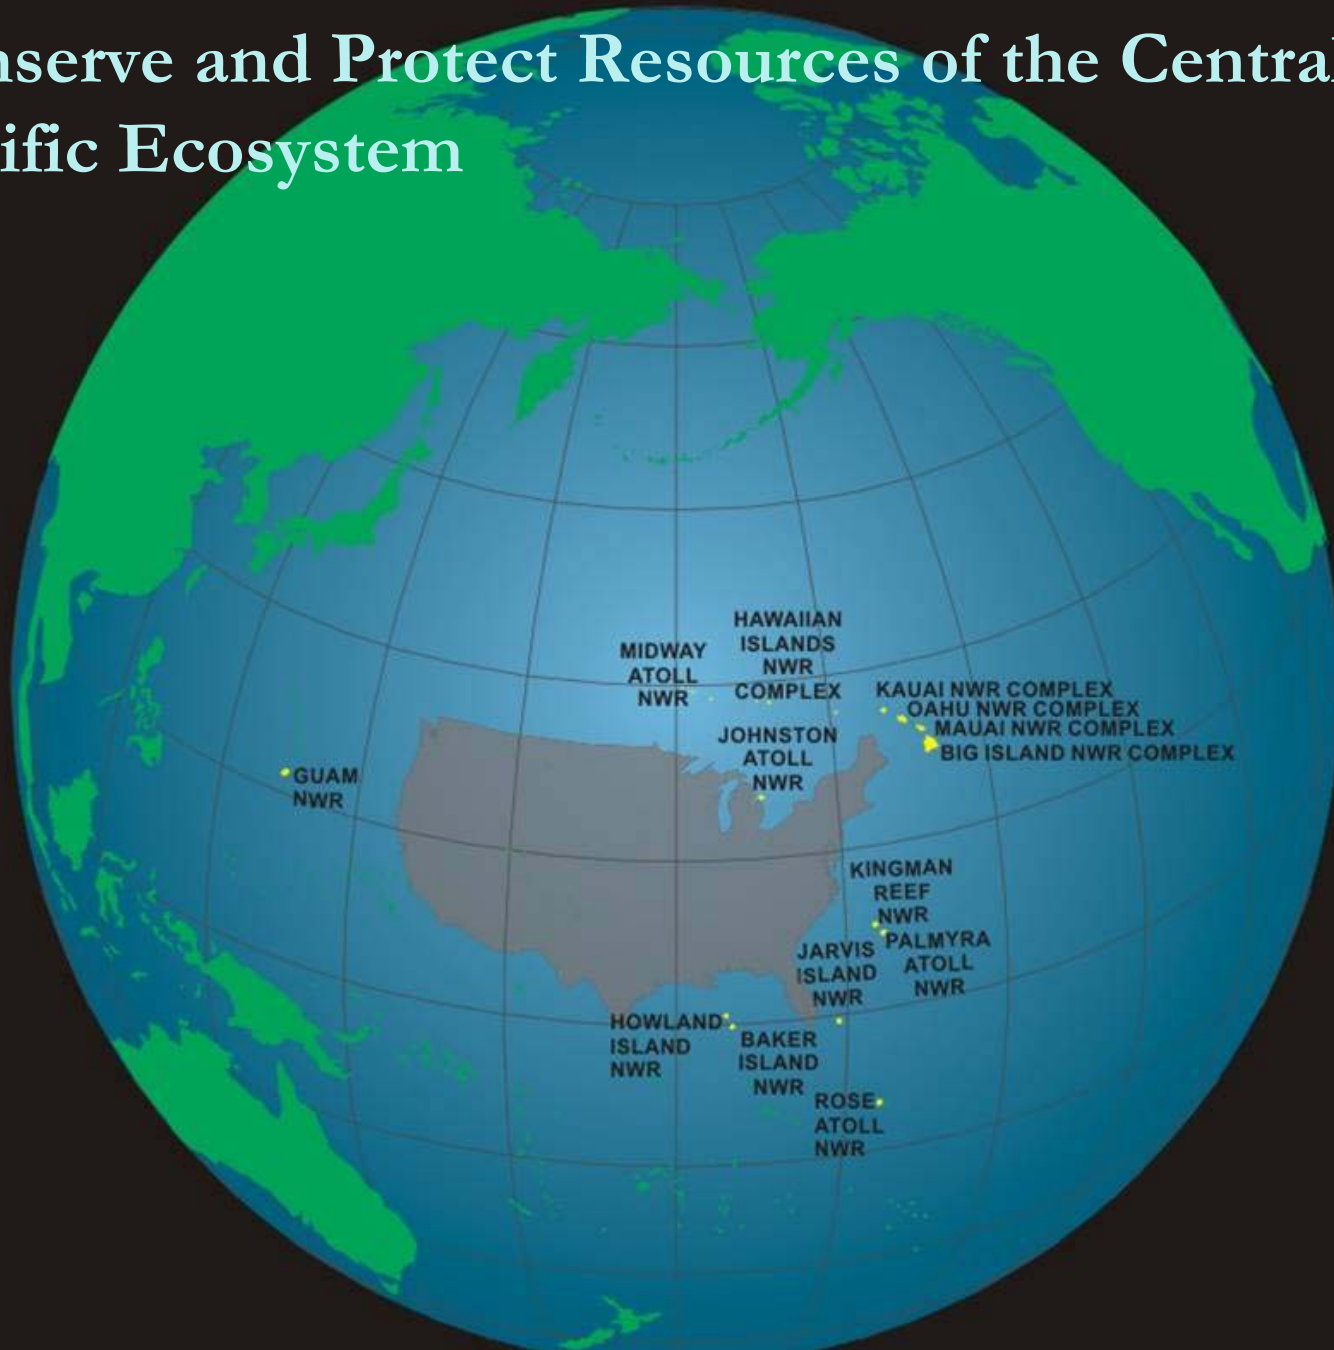 nserve and Protect Resources of the Central
ific Ecosystem
HAWAIIAN
ISLANDS
NWR
COMPLEX
MIDWAY
ATOLL
NWR
KAUAI NWR COMPLEX
OAHU NWR COMPLEX
MAUAI NWR COMPLEX
BIG ISLAND NWR COMPLEX
JOHNSTON
ATOLL
NWR
GUAM
NWR
KINGMAN
REEF
NWR
PALMYRA
ATOLL
NWR
JARVIS
ISLAND
NWR
HOWLAND
ISLAND
NWR
BAKER
ISLAND
NWR
ROSE
ATOLL
NWR